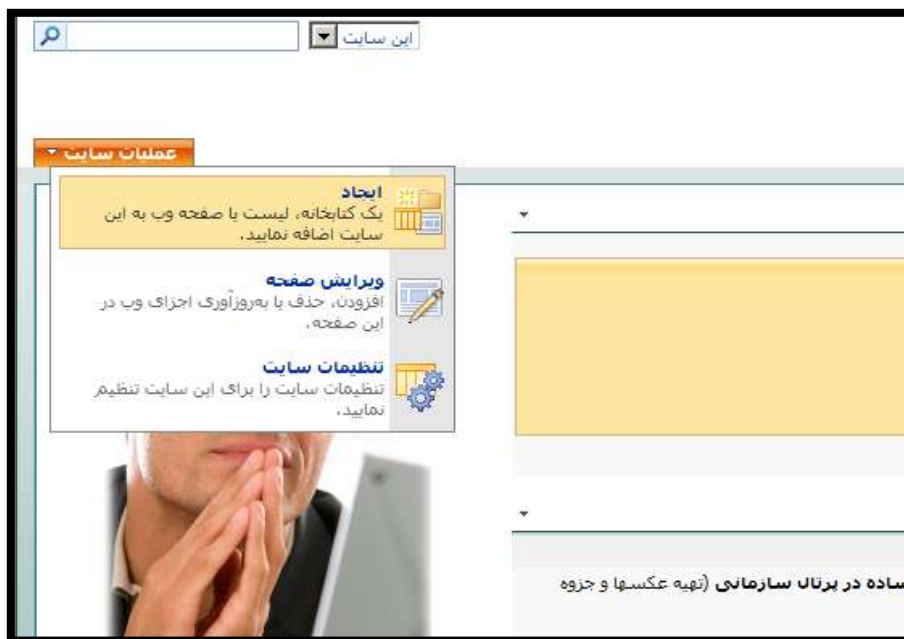 این سایت
عملیات سایت
ایجاد
یک کتابخانه، لیست یا صفحه وب به این
سایت اضافه نمایید.
ویرایش صفحه
افزودن، حذف یا به‌روزآوری اجزای وب در
این صفحه.
تنظیمات سایت
تنظیمات سایت را برای این سایت تنظیم
نمایید.
ساده در پرتال سازمانی (تهیه عکسها و جزوه